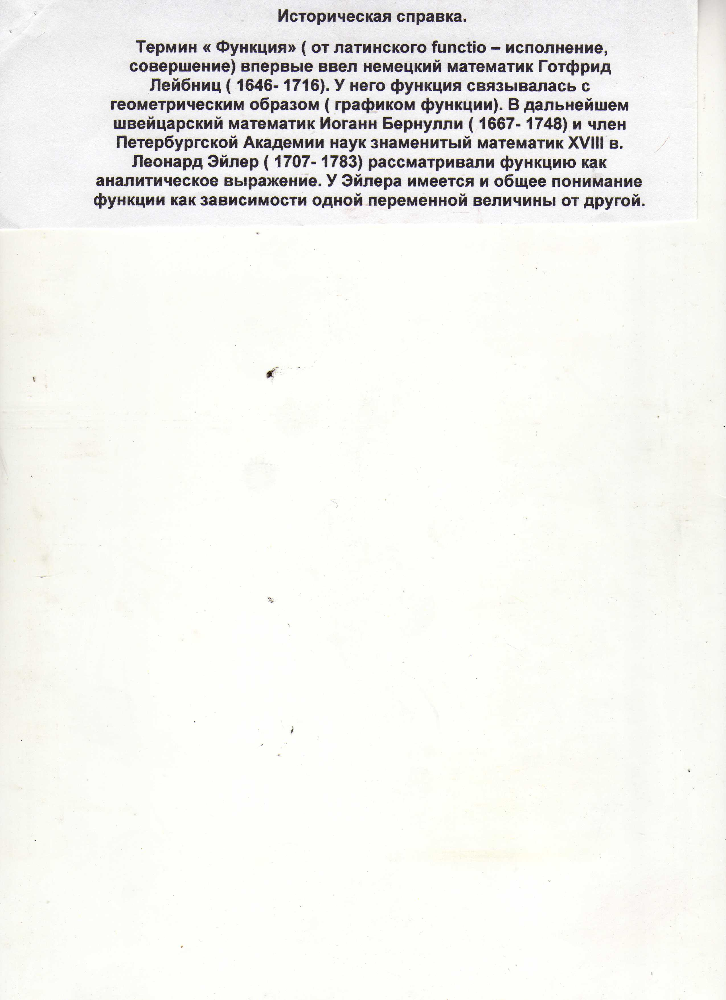 Историческая справка.
Термин « Функция» ( от латинского functio – исполнение,
совершение) впервые ввел немецкий математик Готфрид
Лейбниц ( 1646- 1716). У него функция связывалась с
геометрическим образом ( графиком функции). В дальнейшем
швейцарский математик Иоганн Бернулли ( 1667- 1748) и член
Петербургской Академии наук знаменитый математик XVIII в.
Леонард Эйлер ( 1707- 1783) рассматривали функцию как
аналитическое выражение. У Эйлера имеется и общее понимание
функции как зависимости одной переменной величины от другой.